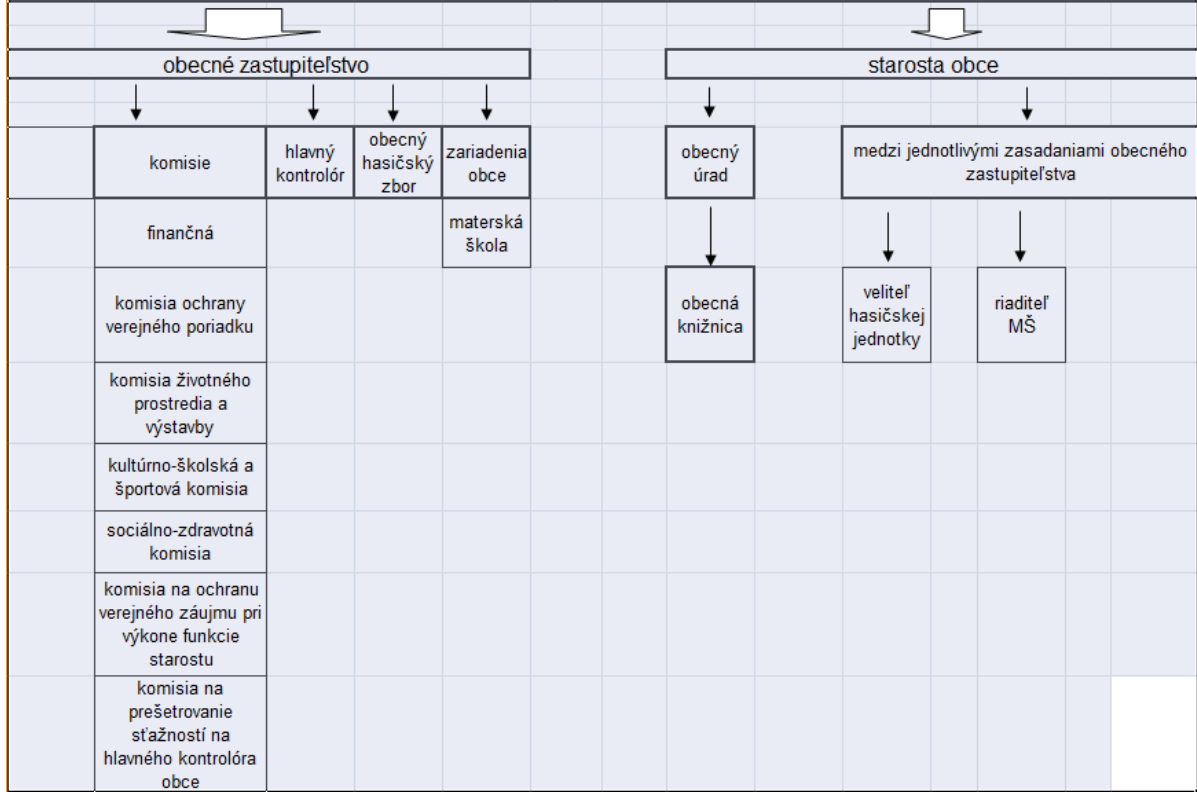 obecné zastupiteľstvo
starosta obce
komisie
hlavný
kontrolór
obecný
hasičský
zbor
zariadenia
obce
obecný
úrad
medzi jednotlivými zasadaniami obecného
zastupiteľstva
finančná
materská
škola
komisia ochrany
verejného poriadku
obecná
knižnica
veliteľ
hasičskej
jednotky
riaditeľ
MŠ
komisia životného
prostredia a
výstavby
kultúrno-školská a
športová komisia
sociálno-zdravotná
komisia
komisia na ochranu
verejného záujmu pri
výkone funkcie
starostu
komisia na
prešetrovanie
sťažností na
hlavného kontrolóra
obce